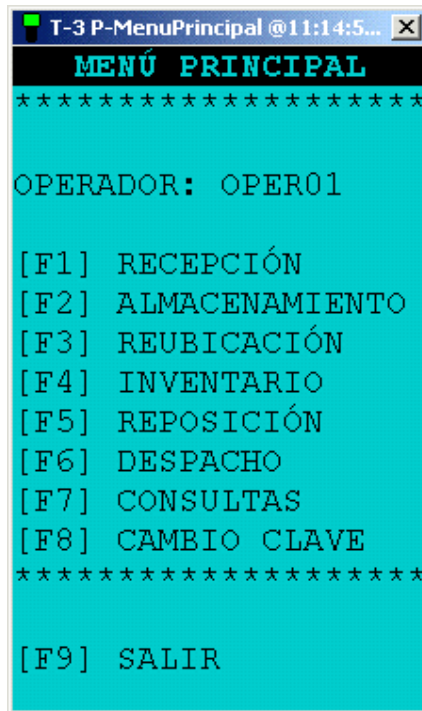 T-3 P-MenuPrincipal @11:14:5...
MENÚ PRINCIPAL
*********************
OPERADOR: OPER01
[F1] RECEPCIÓN
[F2] ALMACENAMIENTO
[F3] REUBICACIÓN
[F4] INVENTARIO
[F5] REPOSICIÓN
[F6] DESPACHO
[F7] CONSULTAS
[F8] CAMBIO CLAVE
*********************
[F9] SALIR